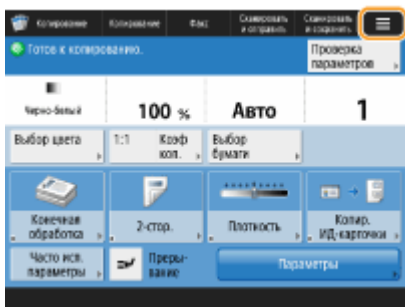 Копирование
Копирование
Факс
Сканировать
и отправить
Сканировать
и сохранить
Готов к копированию.
Проверка
параметров
Черно-белый
100 %
Авто
1
Выбор цвета
1:1 Коэф
коп.
Выбор
бумаги
Конечная
обработка
2-стор.
Плотность
Копир.
ИД-карточки
Часто исп.
параметры
Преры-
вание
Параметры